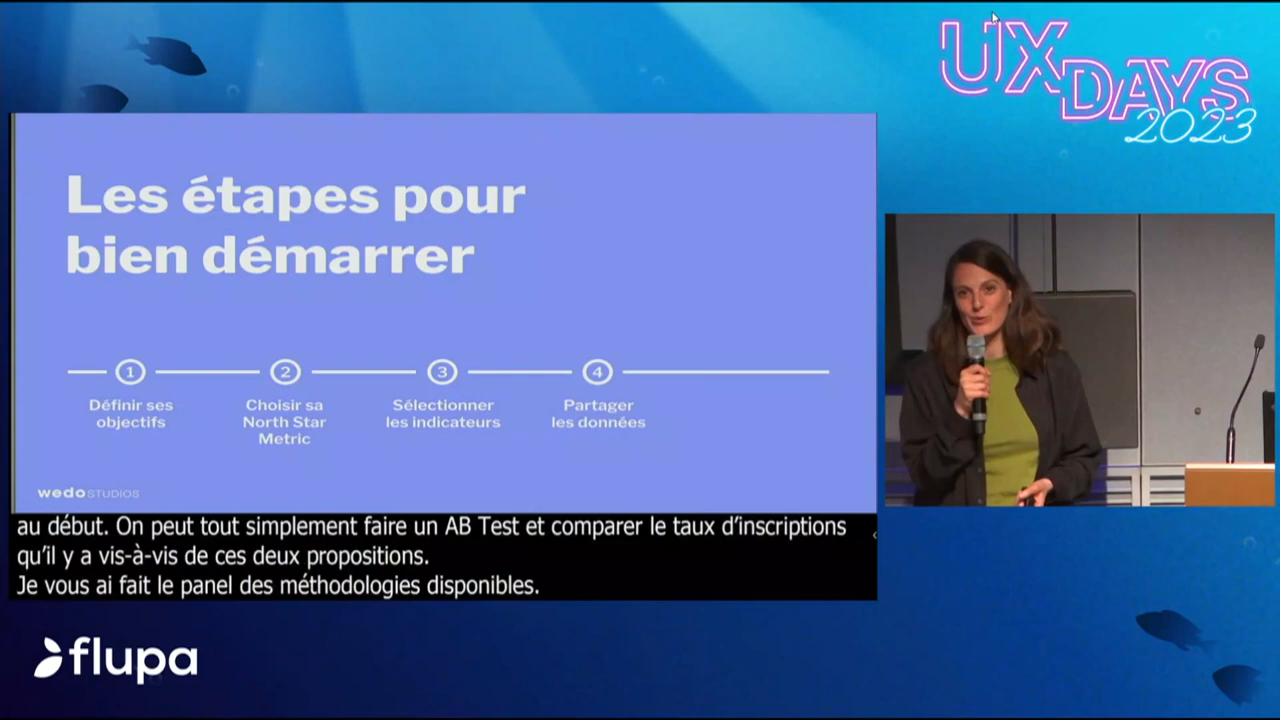 UX DAYS
2023
Les étapes pour
bien démarrer
1
2
3
4
Définir ses
objectifs
Choisir sa
North Star
Metric
Sélectionner
les indicateurs
Partager
les données
wedo STUDIOS
au début. On peut tout simplement faire un AB Test et comparer le taux d'inscriptions
qu'il y a vis-à-vis de ces deux propositions.
Je vous ai fait le panel des méthodologies disponibles.
flupa